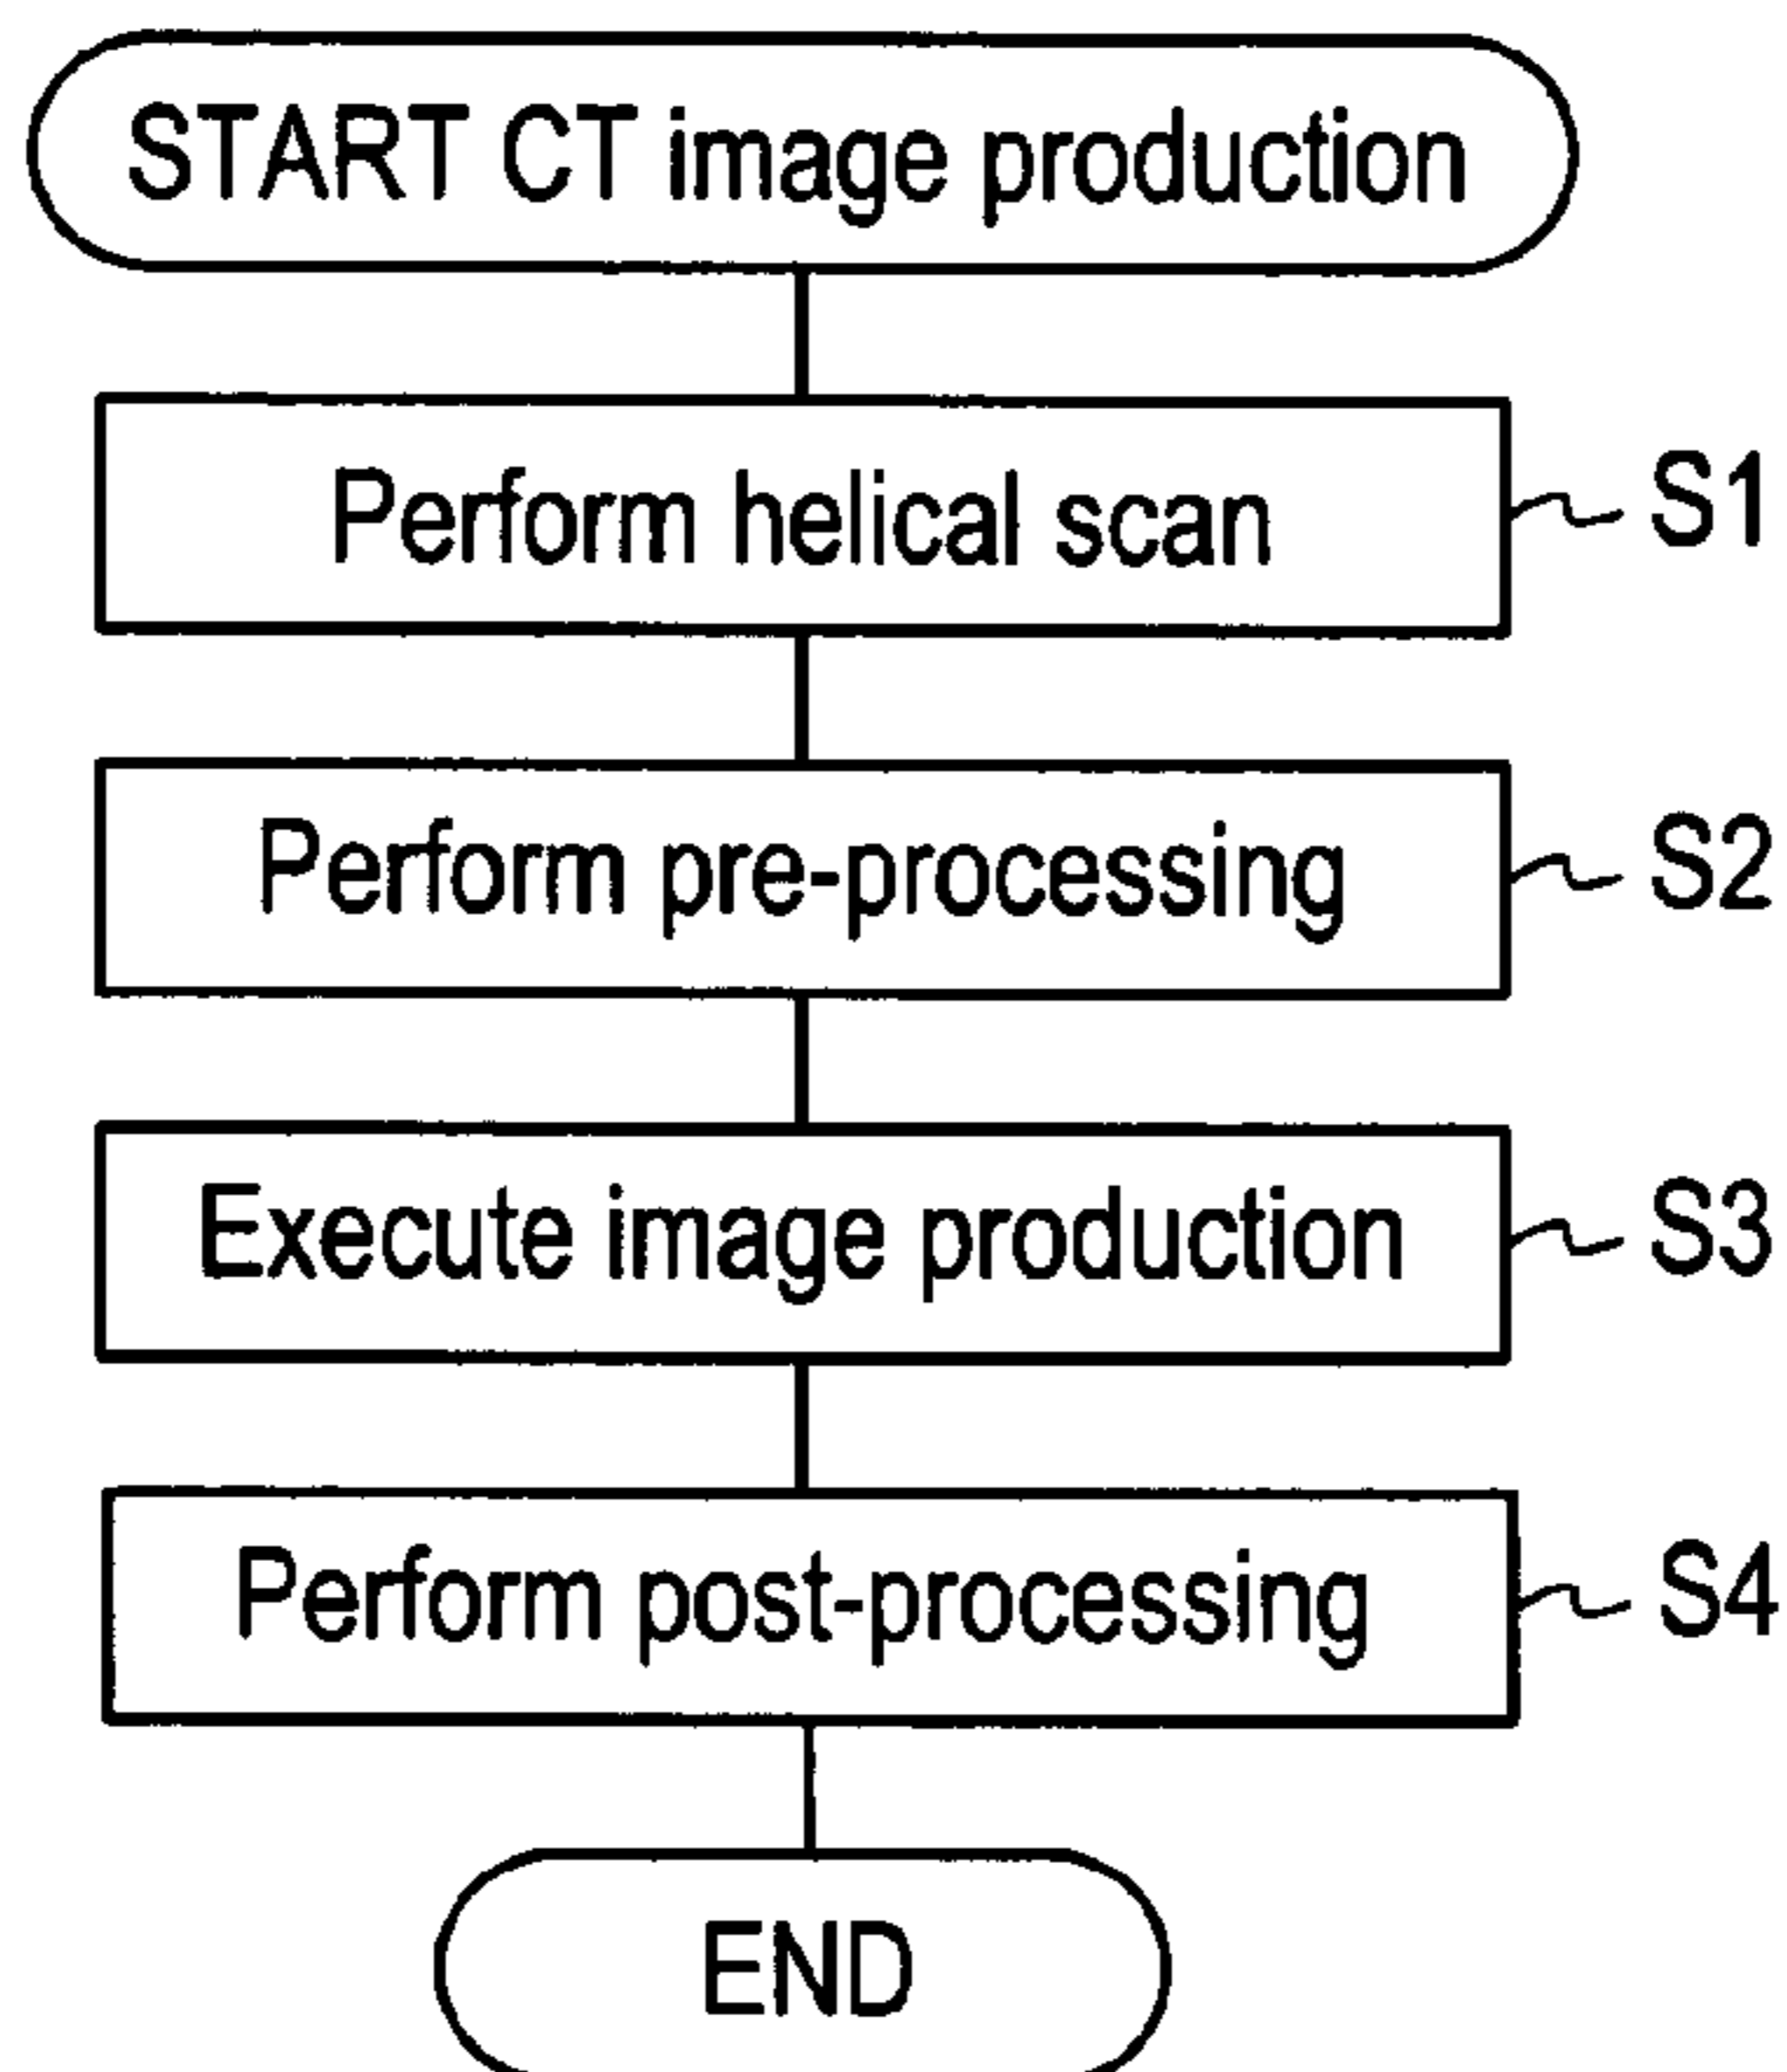 START CT image production
Perform helical scan
S1
Perform pre-processing
S2
Execute image production
S3
Perform post-processing
S4
END